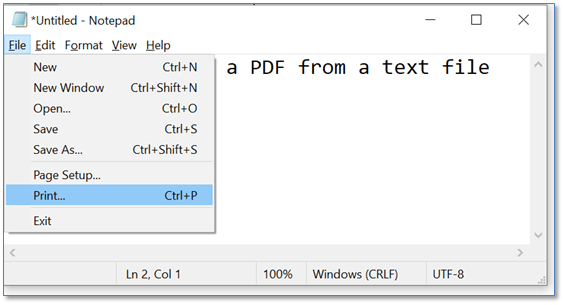 *Untitled - Notepad
File Edit Format View Help
New Ctrl+N
a PDF from a text file
New Window Ctrl+Shift+N
Open... Ctrl+O
Save Ctrl+S
Save As... Ctrl+Shift+S
Page Setup...
Print... Ctrl+P
Exit
Ln 2, Col 1 100% Windows (CRLF) UTF-8